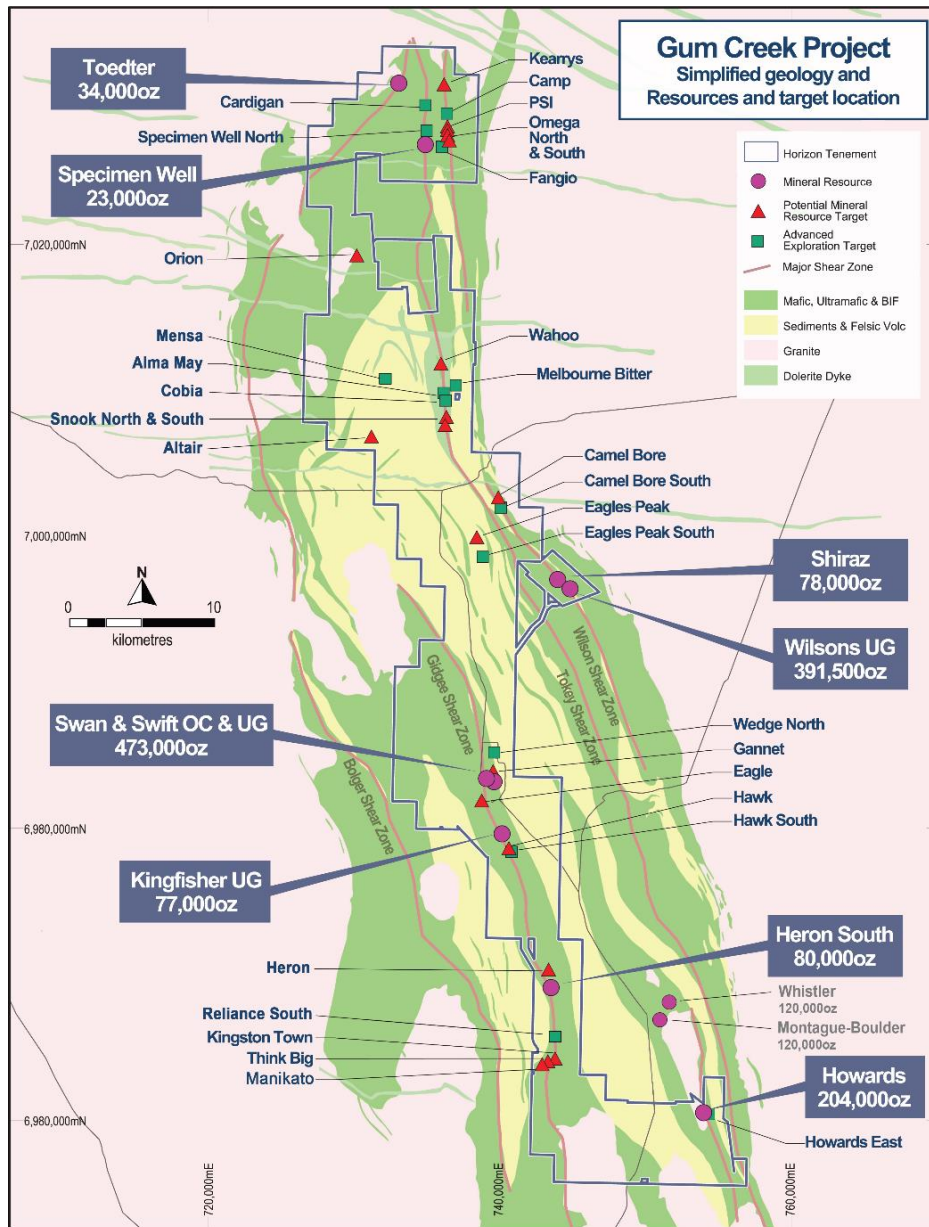 Gum Creek Project
Simplified geology and
Resources and target location
Horizon Tenement
Mineral Resource
Potential Mineral
Resource Target
Advanced
Exploration Target
Major Shear Zone
Mafic, Ultramafic & BIF
Sediments & Felsic Volc
Granite
Dolerite Dyke
Toedter
34,000oz
Cardigan
Specimen Well North
Specimen Well
23,000oz
Kearrys
Camp
PSI
Omega
North
& South
Fangio
7,020,000mN
Orion
Mensa
Alma May
Cobia
Snook North & South
Altair
Wahoo
Melbourne Bitter
Camel Bore
Camel Bore South
Eagles Peak
Eagles Peak South
7,000,000mN
N
0
10
kilometres
Shiraz
78,000oz
Wilsons UG
391,500oz
Wilson Shear Zone
Tokey Shear Zone
Gidgee Shear Zone
Bolger Shear Zone
Swan & Swift OC & UG
473,000oz
Wedge North
Gannet
Eagle
Hawk
Hawk South
6,980,000mN
Kingfisher UG
77,000oz
Heron South
80,000oz
Heron
Reliance South
Kingston Town
Think Big
Manikato
Whistler
120,000oz
Montague-Boulder
120,000oz
Howards
204,000oz
Howards East
6,980,000mN
720,000mE
740,000mE
760,000mE